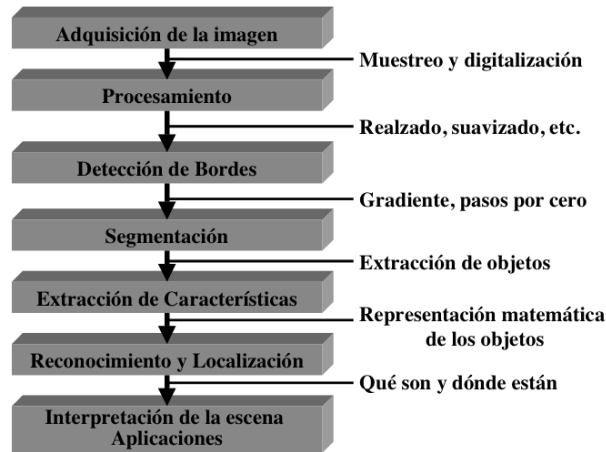 Adquisición de la imagen
Muestreo y digitalización
Procesamiento
Realzado, suavizado, etc.
Detección de Bordes
Gradiente, pasos por cero
Segmentación
Extracción de objetos
Extracción de Características
Representación matemática
de los objetos
Reconocimiento y Localización
Qué son y dónde están
Interpretación de la escena
Aplicaciones